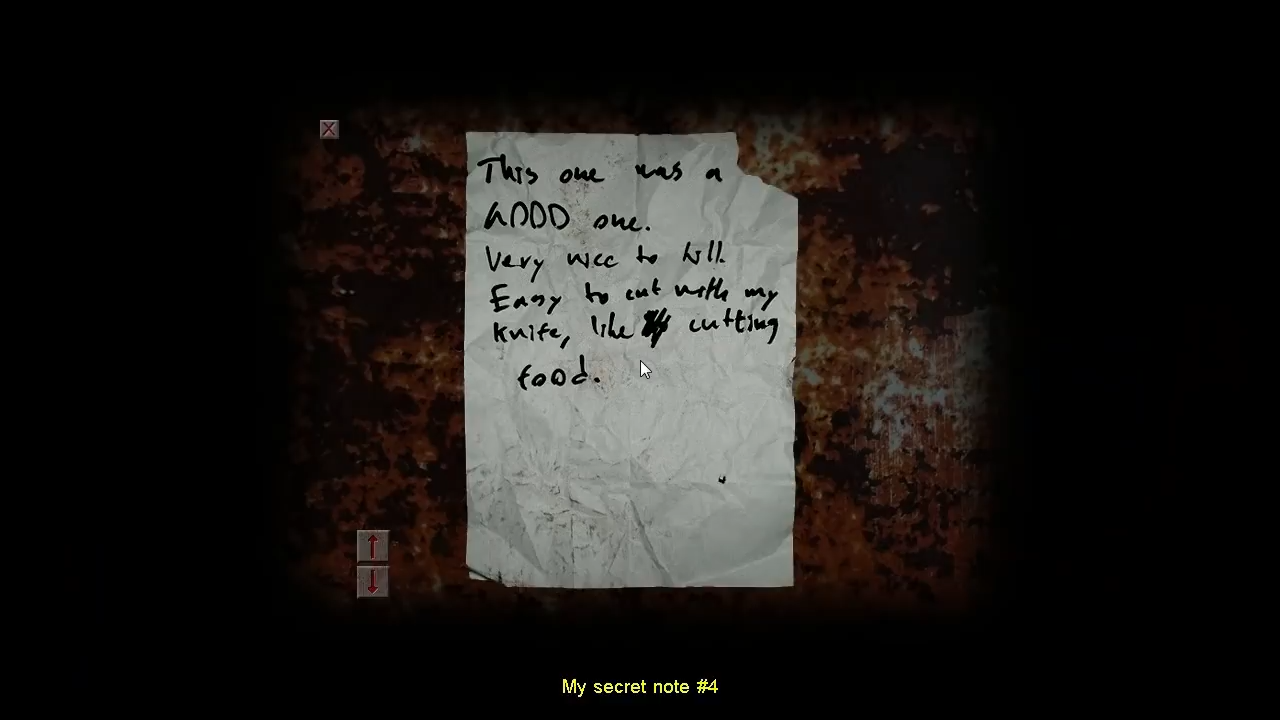 This one was a
GOOD one.
Very nice to kill.
Easy to cut with my
knife, like cutting
food.
My secret note #4